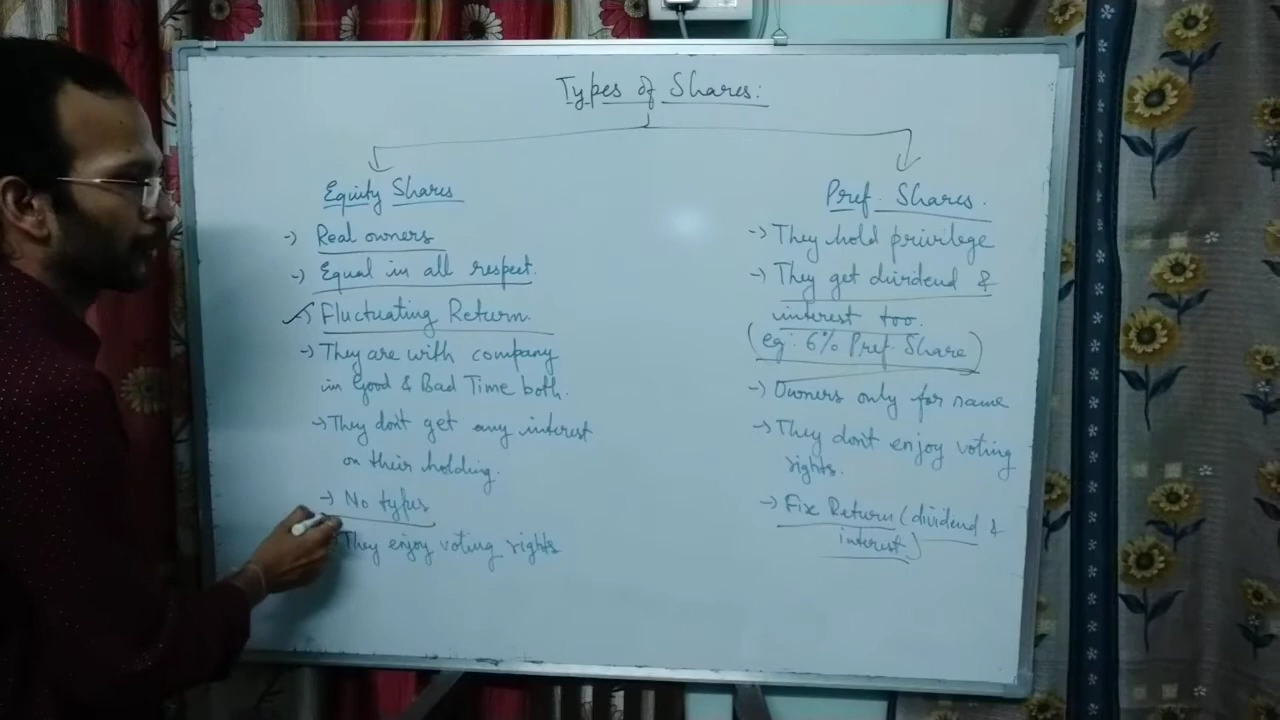 Types of Shares:
Equity Shares
-) Real owners
-) Equal in all respect.
-) Fluctuating Return.
-) They are with company
in Good & Bad Time both.
-) They don't get any interest
on their holding.
-) No types
They enjoy voting rights
Pref. Shares.
-) They hold privilege
-) They get dividend &
interest too.
(eg: 6% Pref. Share)
-) Owners only for name
-) They don't enjoy voting
rights.
-) Fix Return (dividend &
interest)